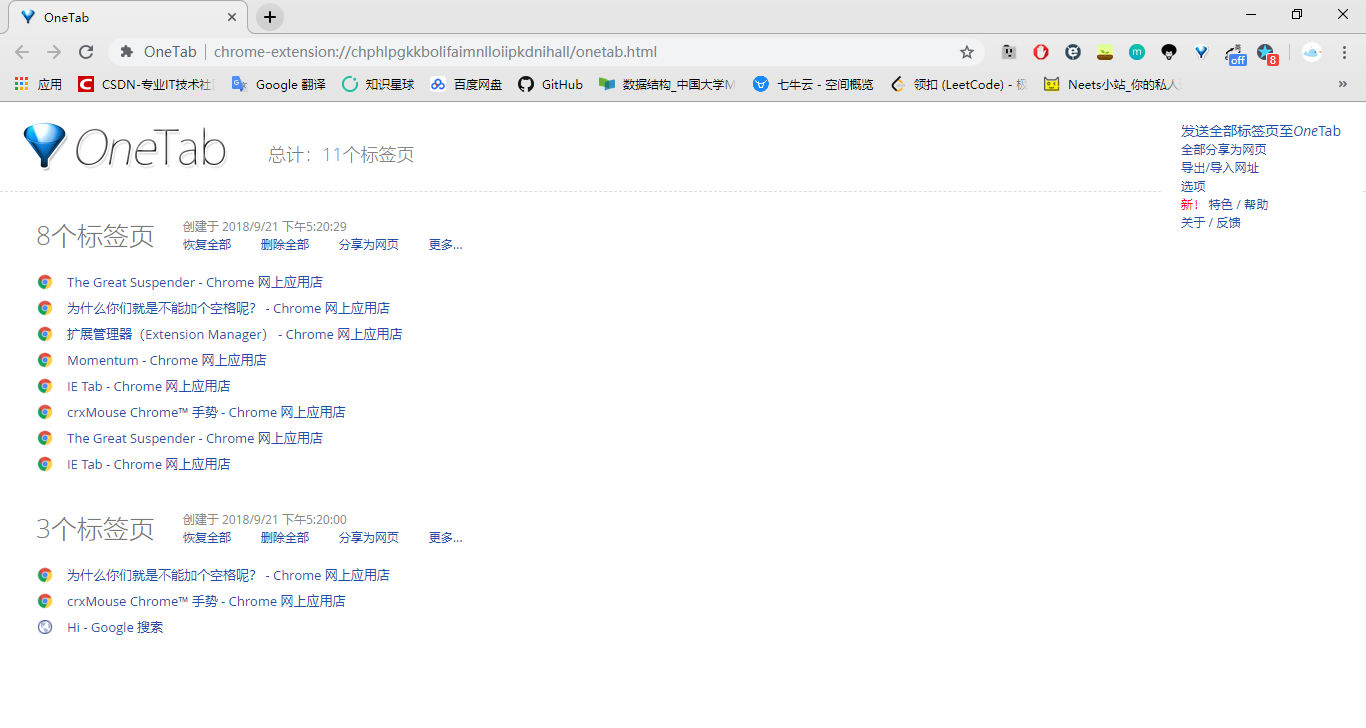 OneTab
OneTab chrome-extension://chphlpgkkbolifaimnlloiipkdnihall/onetab.html
off
8
应用 CSDN-专业IT技术社 Google 翻译 知识星球 百度网盘 GitHub 数据结构_中国大学M 七牛云 - 空间概览 领扣 (LeetCode) - 极 Neets小站_你的私人 »
OneTab 总计：11个标签页
发送全部标签页至OneTab
全部分享为网页
导出/导入网址
选项
新! 特色 / 帮助
关于 / 反馈
8个标签页
创建于 2018/9/21 下午5:20:29
恢复全部 删除全部 分享为网页 更多...
The Great Suspender - Chrome 网上应用店
为什么你们就是不能加个空格呢？ - Chrome 网上应用店
扩展管理器（Extension Manager） - Chrome 网上应用店
Momentum - Chrome 网上应用店
IE Tab - Chrome 网上应用店
crxMouse Chrome™ 手势 - Chrome 网上应用店
The Great Suspender - Chrome 网上应用店
IE Tab - Chrome 网上应用店
3个标签页
创建于 2018/9/21 下午5:20:00
恢复全部 删除全部 分享为网页 更多...
为什么你们就是不能加个空格呢？ - Chrome 网上应用店
crxMouse Chrome™ 手势 - Chrome 网上应用店
Hi - Google 搜索